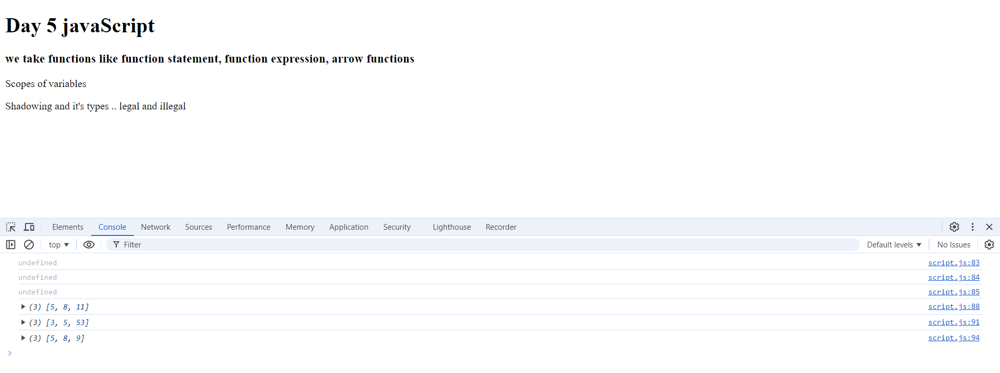 Day 5 javaScript
we take functions like function statement, function expression, arrow functions
Scopes of variables
Shadowing and it's types .. legal and illegal
Elements Console Network Sources Performance Memory Application Security Lighthouse Recorder
top Filter Default levels No Issues
undefined script.js:83
undefined script.js:84
undefined script.js:85
(3) [5, 8, 11] script.js:88
(3) [3, 5, 53] script.js:91
(3) [5, 8, 9] script.js:94